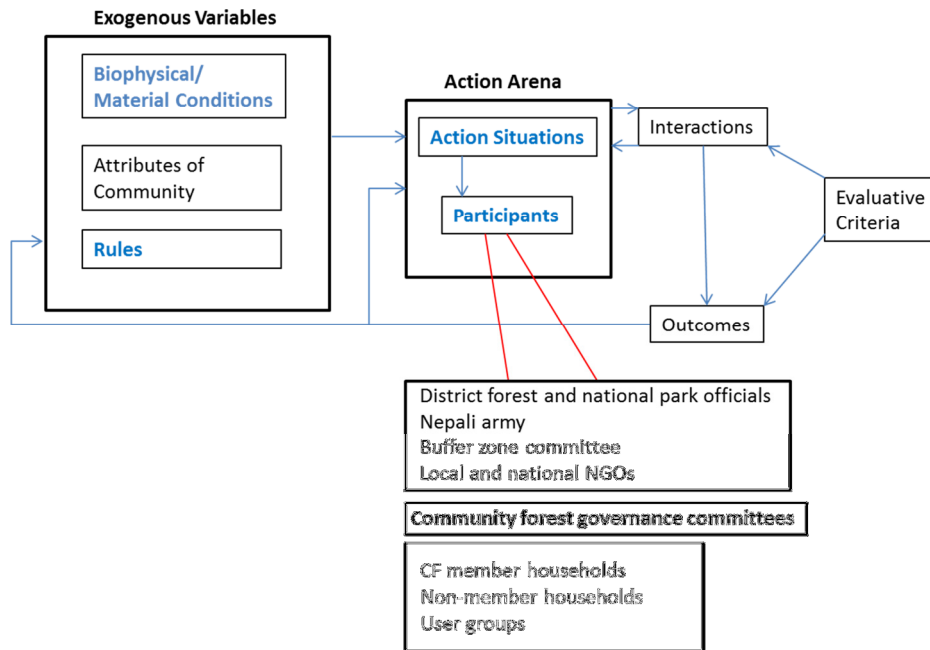 Exogenous Variables
Biophysical/
Material Conditions
Attributes of
Community
Rules
Action Arena
Action Situations
Participants
Interactions
Evaluative
Criteria
Outcomes
District forest and national park officials
Nepali army
Buffer zone committee
Local and national NGOs
Community forest governance committees
CF member households
Non-member households
User groups